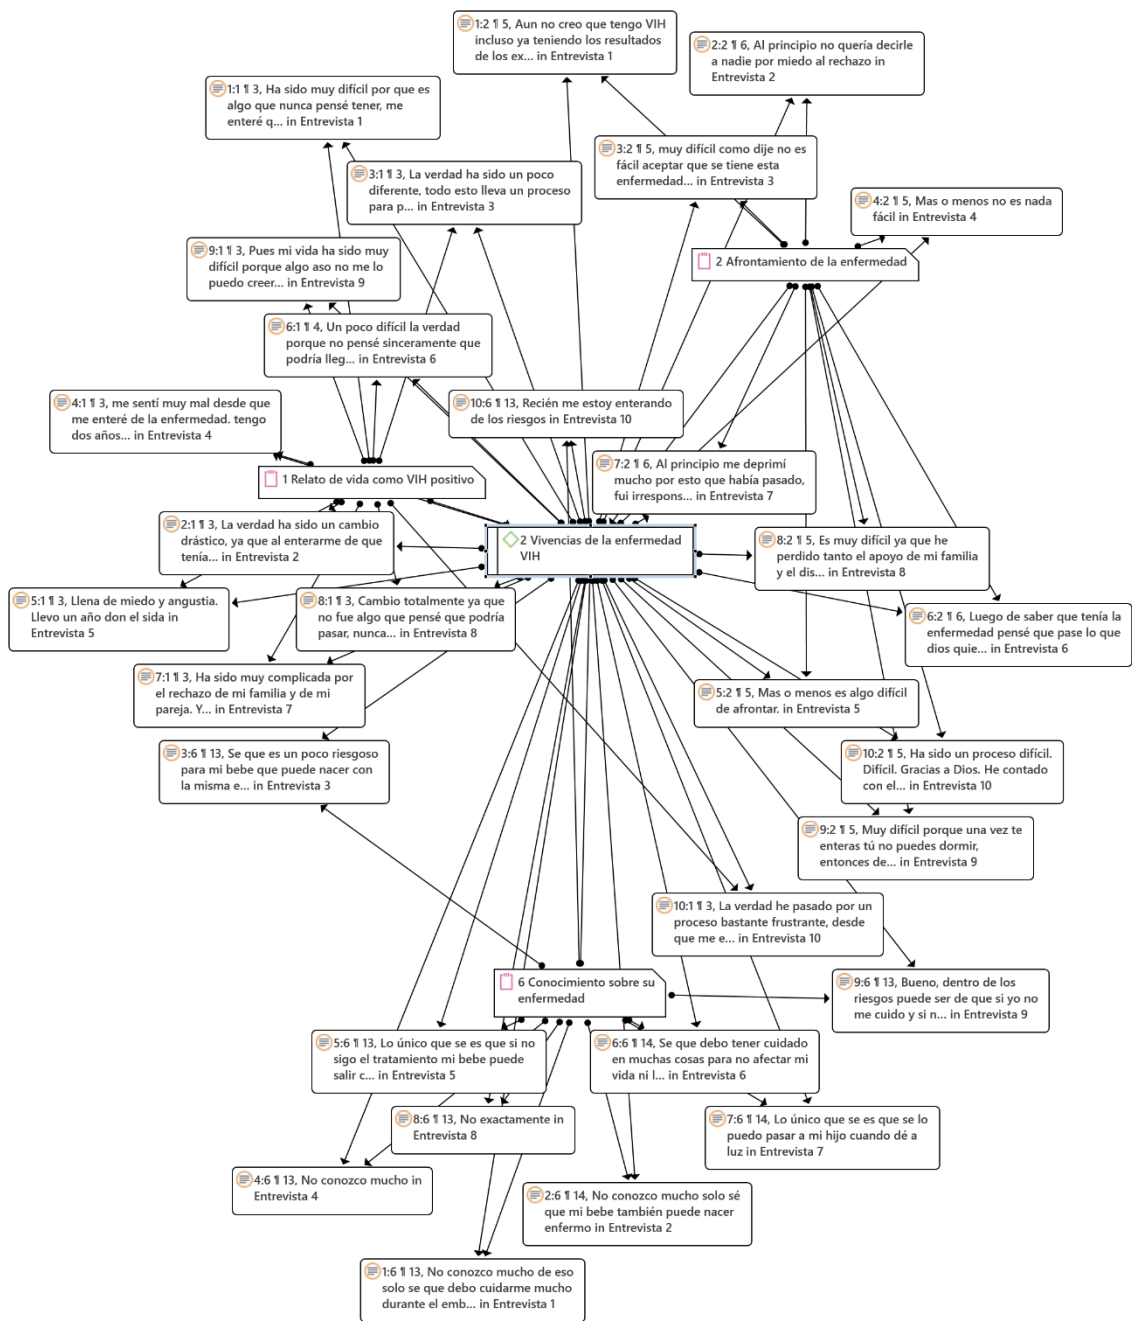 1:2 ¶ 5, Aun no creo que tengo VIH
incluso ya teniendo los resultados
de los ex... in Entrevista 1
2:2 ¶ 6, Al principio no quería decirle
a nadie por miedo al rechazo in
Entrevista 2
1:1 ¶ 3, Ha sido muy difícil por que es
algo que nunca pensé tener, me
enteré q... in Entrevista 1
3:2 ¶ 5, muy difícil como dije no es
fácil aceptar que se tiene esta
enfermedad... in Entrevista 3
3:1 ¶ 3, La verdad ha sido un poco
diferente, todo esto lleva un proceso
para p... in Entrevista 3
4:2 ¶ 5, Mas o menos no es nada
fácil in Entrevista 4
9:1 ¶ 3, Pues mi vida ha sido muy
difícil porque algo aso no me lo
puedo creer... in Entrevista 9
2 Afrontamiento de la enfermedad
6:1 ¶ 4, Un poco difícil la verdad
porque no pensé sinceramente que
podría lleg... in Entrevista 6
4:1 ¶ 3, me sentí muy mal desde que
me enteré de la enfermedad. tengo
dos años... in Entrevista 4
10:6 ¶ 13, Recién me estoy enterando
de los riesgos in Entrevista 10
7:2 ¶ 6, Al principio me deprimí
mucho por esto que había pasado,
fui irrespons... in Entrevista 7
1 Relato de vida como VIH positivo
2:1 ¶ 3, La verdad ha sido un cambio
drástico, ya que al enterarme de que
tenía... in Entrevista 2
2 Vivencias de la enfermedad
VIH
8:2 ¶ 5, Es muy difícil ya que he
perdido tanto el apoyo de mi familia
y el dis... in Entrevista 8
5:1 ¶ 3, Llena de miedo y angustia.
Llevo un año don el sida in
Entrevista 5
8:1 ¶ 3, Cambio totalmente ya que
no fue algo que pensé que podría
pasar, nunca... in Entrevista 8
6:2 ¶ 6, Luego de saber que tenía la
enfermedad pensé que pase lo que
dios quie... in Entrevista 6
7:1 ¶ 3, Ha sido muy complicada por
el rechazo de mi familia y de mi
pareja. Y... in Entrevista 7
5:2 ¶ 5, Mas o menos es algo difícil
de afrontar. in Entrevista 5
3:6 ¶ 13, Se que es un poco riesgoso
para mi bebe que puede nacer con
la misma e... in Entrevista 3
10:2 ¶ 5, Ha sido un proceso difícil.
Difícil. Gracias a Dios. He contado
con el... in Entrevista 10
9:2 ¶ 5, Muy difícil porque una vez te
enteras tú no puedes dormir,
entonces de... in Entrevista 9
10:1 ¶ 3, La verdad he pasado por un
proceso bastante frustrante, desde
que me e... in Entrevista 10
6 Conocimiento sobre su
enfermedad
9:6 ¶ 13, Bueno, dentro de los
riesgos puede ser de que si yo no
me cuido y si n... in Entrevista 9
5:6 ¶ 13, Lo único que se es que si no
sigo el tratamiento mi bebe puede
salir c... in Entrevista 5
6:6 ¶ 14, Se que debo tener cuidado
en muchas cosas para no afectar mi
vida ni l... in Entrevista 6
8:6 ¶ 13, No exactamente in
Entrevista 8
7:6 ¶ 14, Lo único que se es que se lo
puedo pasar a mi hijo cuando dé a
luz in Entrevista 7
4:6 ¶ 13, No conozco mucho in
Entrevista 4
2:6 ¶ 14, No conozco mucho solo sé
que mi bebe también puede nacer
enfermo in Entrevista 2
1:6 ¶ 13, No conozco mucho de eso
solo se que debo cuidarme mucho
durante el emb... in Entrevista 1